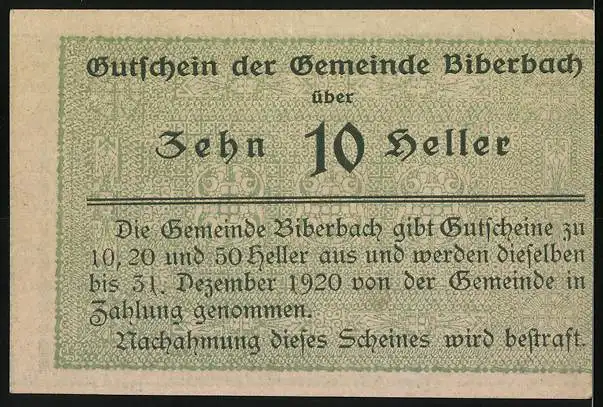 Gutschein der Gemeinde Biberbach
über
Zehn 10 Heller
Die Gemeinde Biberbach gibt Gutscheine zu
10, 20 und 50 Heller aus und werden dieselben
bis 31. Dezember 1920 von der Gemeinde in
Zahlung genommen.
Nachahmung dieses Scheines wird bestraft.